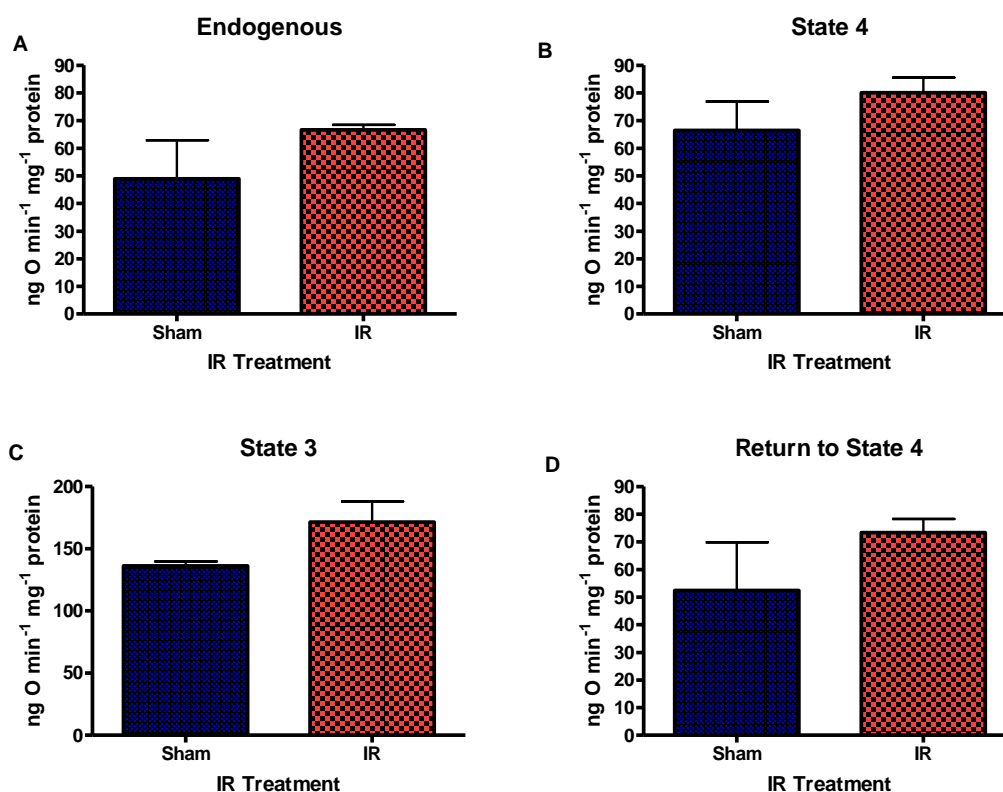 A
Endogenous
ng O min⁻¹ mg⁻¹ protein
90
80
70
60
50
40
30
20
10
0
Sham
IR
IR Treatment
B
State 4
ng O min⁻¹ mg⁻¹ protein
90
80
70
60
50
40
30
20
10
0
Sham
IR
IR Treatment
C
State 3
ng O min⁻¹ mg⁻¹ protein
200
150
100
50
0
Sham
IR
IR Treatment
D
Return to State 4
ng O min⁻¹ mg⁻¹ protein
90
80
70
60
50
40
30
20
10
0
Sham
IR
IR Treatment